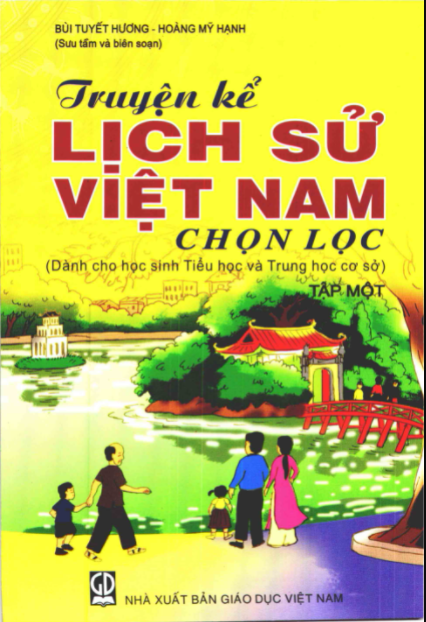 BÙI TUYẾT HƯƠNG - HOÀNG MỸ HẠNH
(Sưu tầm và biên soạn)
Truyện kể
LỊCH SỬ
VIỆT NAM
CHỌN LỌC
(Dành cho học sinh Tiểu học và Trung học cơ sở)
TẬP MỘT
GD
NHÀ XUẤT BẢN GIÁO DỤC VIỆT NAM